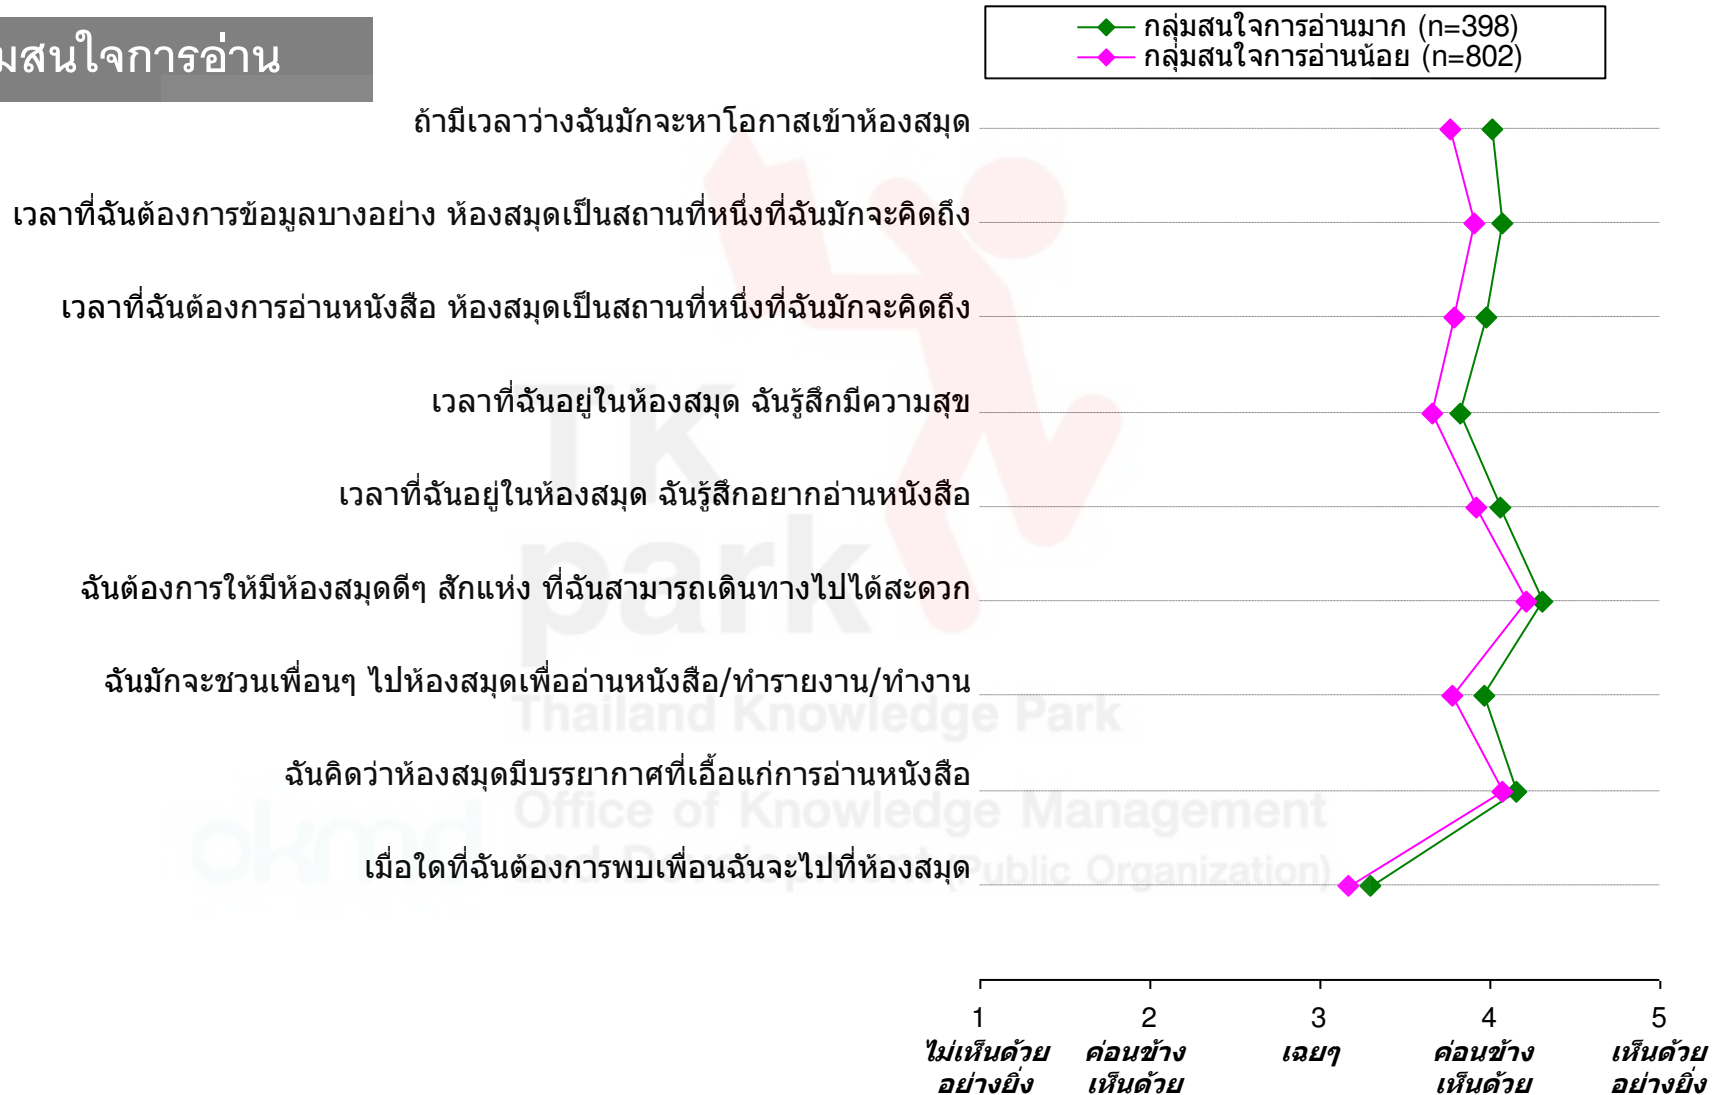 มสนใจการอ่าน
กลุ่มสนใจการอ่านมาก (n=398)
กลุ่มสนใจการอ่านน้อย (n=802)
ถ้ามีเวลาว่างฉันมักจะหาโอกาสเข้าห้องสมุด
เวลาที่ฉันต้องการข้อมูลบางอย่าง ห้องสมุดเป็นสถานที่หนึ่งที่ฉันมักจะคิดถึง
เวลาที่ฉันต้องการอ่านหนังสือ ห้องสมุดเป็นสถานที่หนึ่งที่ฉันมักจะคิดถึง
เวลาที่ฉันอยู่ในห้องสมุด ฉันรู้สึกมีความสุข
เวลาที่ฉันอยู่ในห้องสมุด ฉันรู้สึกอยากอ่านหนังสือ
ฉันต้องการให้มีห้องสมุดดีๆ สักแห่ง ที่ฉันสามารถเดินทางไปได้สะดวก
ฉันมักจะชวนเพื่อนๆ ไปห้องสมุดเพื่ออ่านหนังสือ/ทำรายงาน/ทำงาน
ฉันคิดว่าห้องสมุดมีบรรยากาศที่เอื้อแก่การอ่านหนังสือ
เมื่อใดที่ฉันต้องการพบเพื่อนฉันจะไปที่ห้องสมุด
TK
park
Thailand Knowledge Park
okmd
Office of Knowledge Management
and Development (Public Organization)
1 2 3 4 5
ไม่เห็นด้วย ค่อนข้าง เฉยๆ ค่อนข้าง เห็นด้วย
อย่างยิ่ง เห็นด้วย เห็นด้วย อย่างยิ่ง